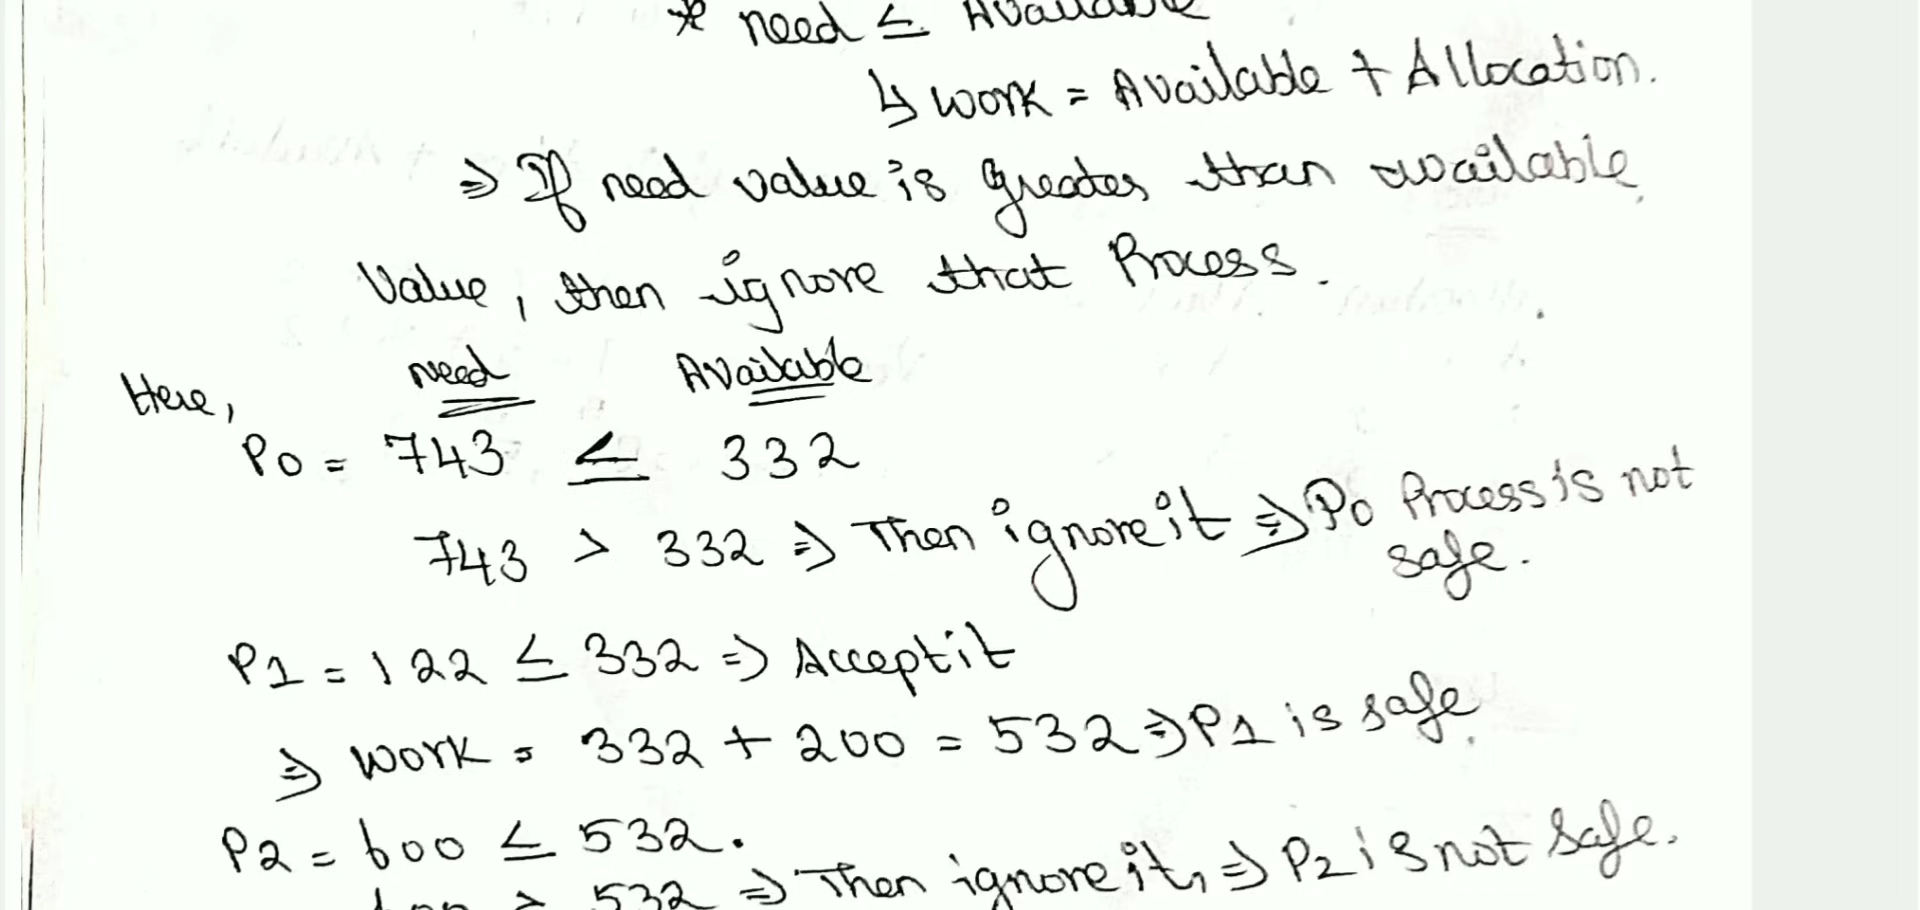 * need ≤ Available
↳ work = Available + Allocation.
⇒ If need value is greater than available
Value, then ignore that Process.
Here, need Available
P0 = 743 ≤ 332
743 > 332 ⇒ Then ignore it ⇒ P0 Process is not
safe.
P1 = 122 ≤ 332 ⇒ Accept it
⇒ work = 332 + 200 = 532 ⇒ P1 is safe.
P2 = 600 ≤ 532.
600 > 532 ⇒ Then ignore it, ⇒ P2 is not safe.